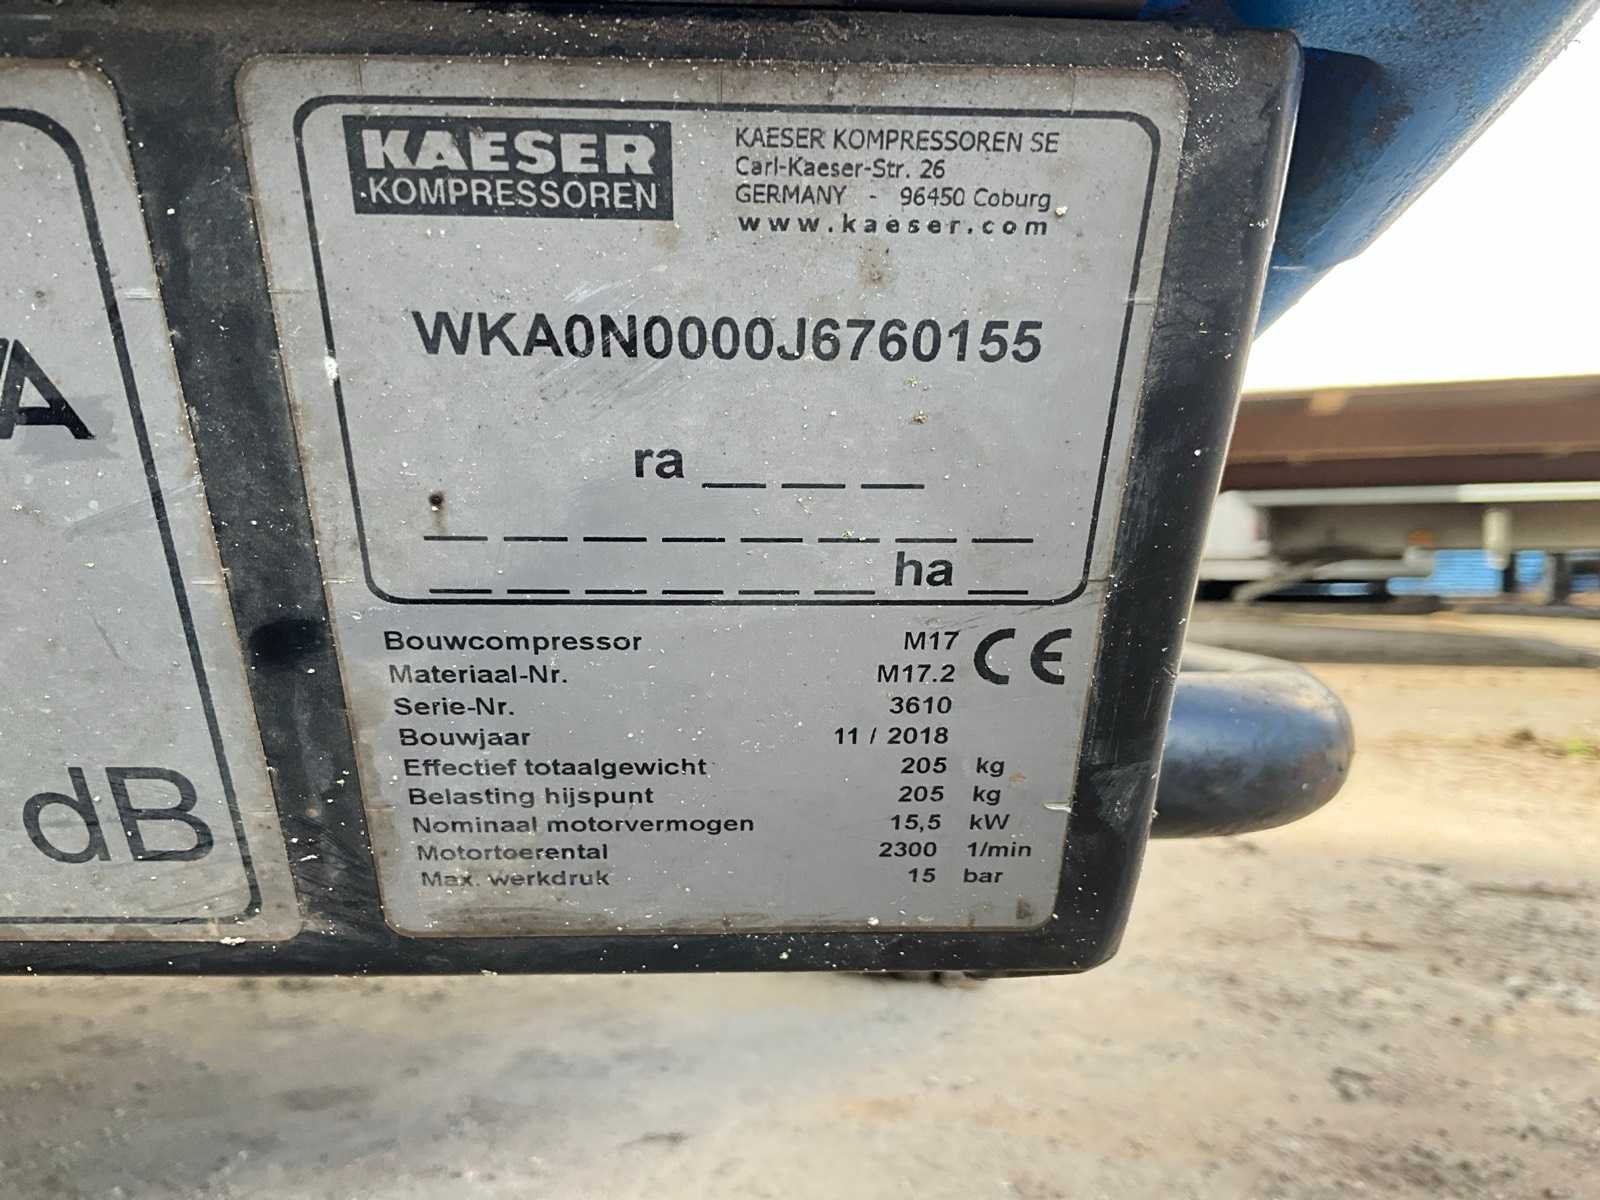 KAESER
KOMPRESSOREN
KAESER KOMPRESSOREN SE
Carl-Kaeser-Str. 26
GERMANY - 96450 Coburg
www.kaeser.com
WKA0N0000J6760155
ra _ _ _
_ _ _ _ _ _ _ _
_ _ _ _ _ _ ha _
Bouwcompressor M17 CE
Materiaal-Nr. M17.2
Serie-Nr. 3610
Bouwjaar 11 / 2018
Effectief totaalgewicht 205 kg
Belasting hijspunt 205 kg
Nominaal motorvermogen 15,5 kW
Motortoerental 2300 1/min
Max. werkdruk 15 bar
dB